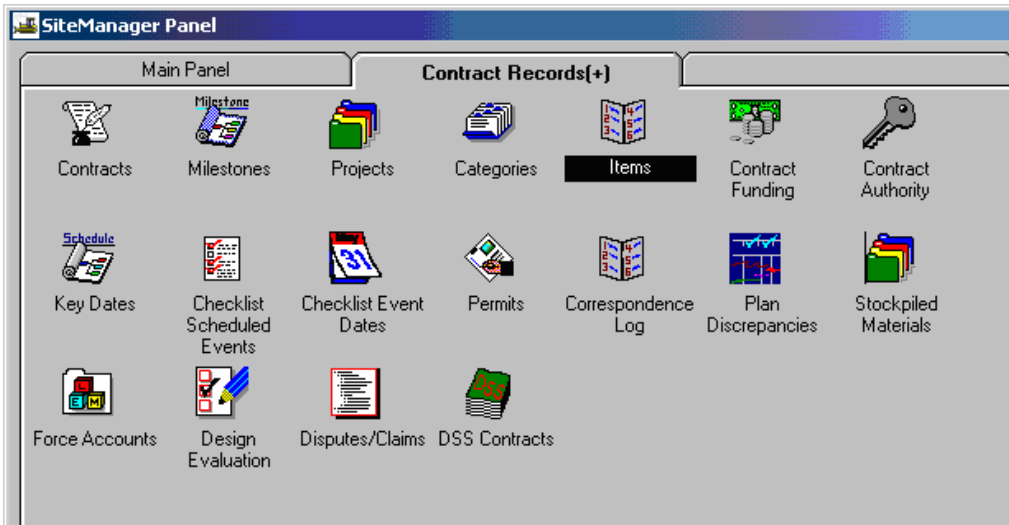 SiteManager Panel
Main Panel
Contract Records(+)
Milestone
Contracts
Milestones
Projects
Categories
Items
Contract
Funding
Contract
Authority
Schedule
31
Key Dates
Checklist
Scheduled
Events
Checklist Event
Dates
Permits
Correspondence
Log
Plan
Discrepancies
Stockpiled
Materials
L
E M
DSS
Force Accounts
Design
Evaluation
Disputes/Claims
DSS Contracts